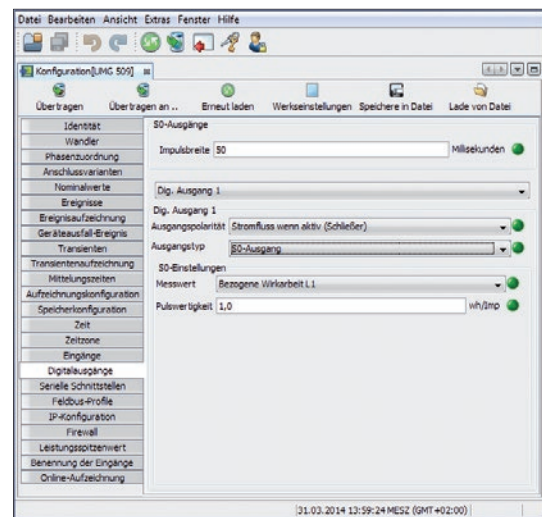 Datei Bearbeiten Ansicht Extras Fenster Hilfe
Konfiguration[UMG 509]
Übertragen Übertragen an .. Erneut laden Werkseinstellungen Speichere in Datei Lade von Datei
Identität
Wandler
Phasenzuordnung
Anschlussvarianten
Nominalwerte
Ereignisse
Ereignisaufzeichnung
Geräteausfall-Ereignis
Transienten
Transientenaufzeichnung
Mittelungszeiten
Aufzeichnungskonfiguration
Speicherkonfiguration
Zeit
Zeitzone
Eingänge
Digitalausgänge
Serielle Schnittstellen
Feldbus-Profile
IP-Konfiguration
Firewall
Leistungsspitzenwert
Benennung der Eingänge
Online-Aufzeichnung
S0-Ausgänge
Impulsbreite 50 Millisekunden
Dig. Ausgang 1
Dig. Ausgang 1
Ausgangspolarität Stromfluss wenn aktiv (Schließer)
Ausgangstyp S0-Ausgang
S0-Einstellungen
Messwert Bezogene Wirkarbeit L1
Pulswertigkeit 1,0 wh/Imp
31.03.2014 13:59:24 MESZ (GMT+02:00)